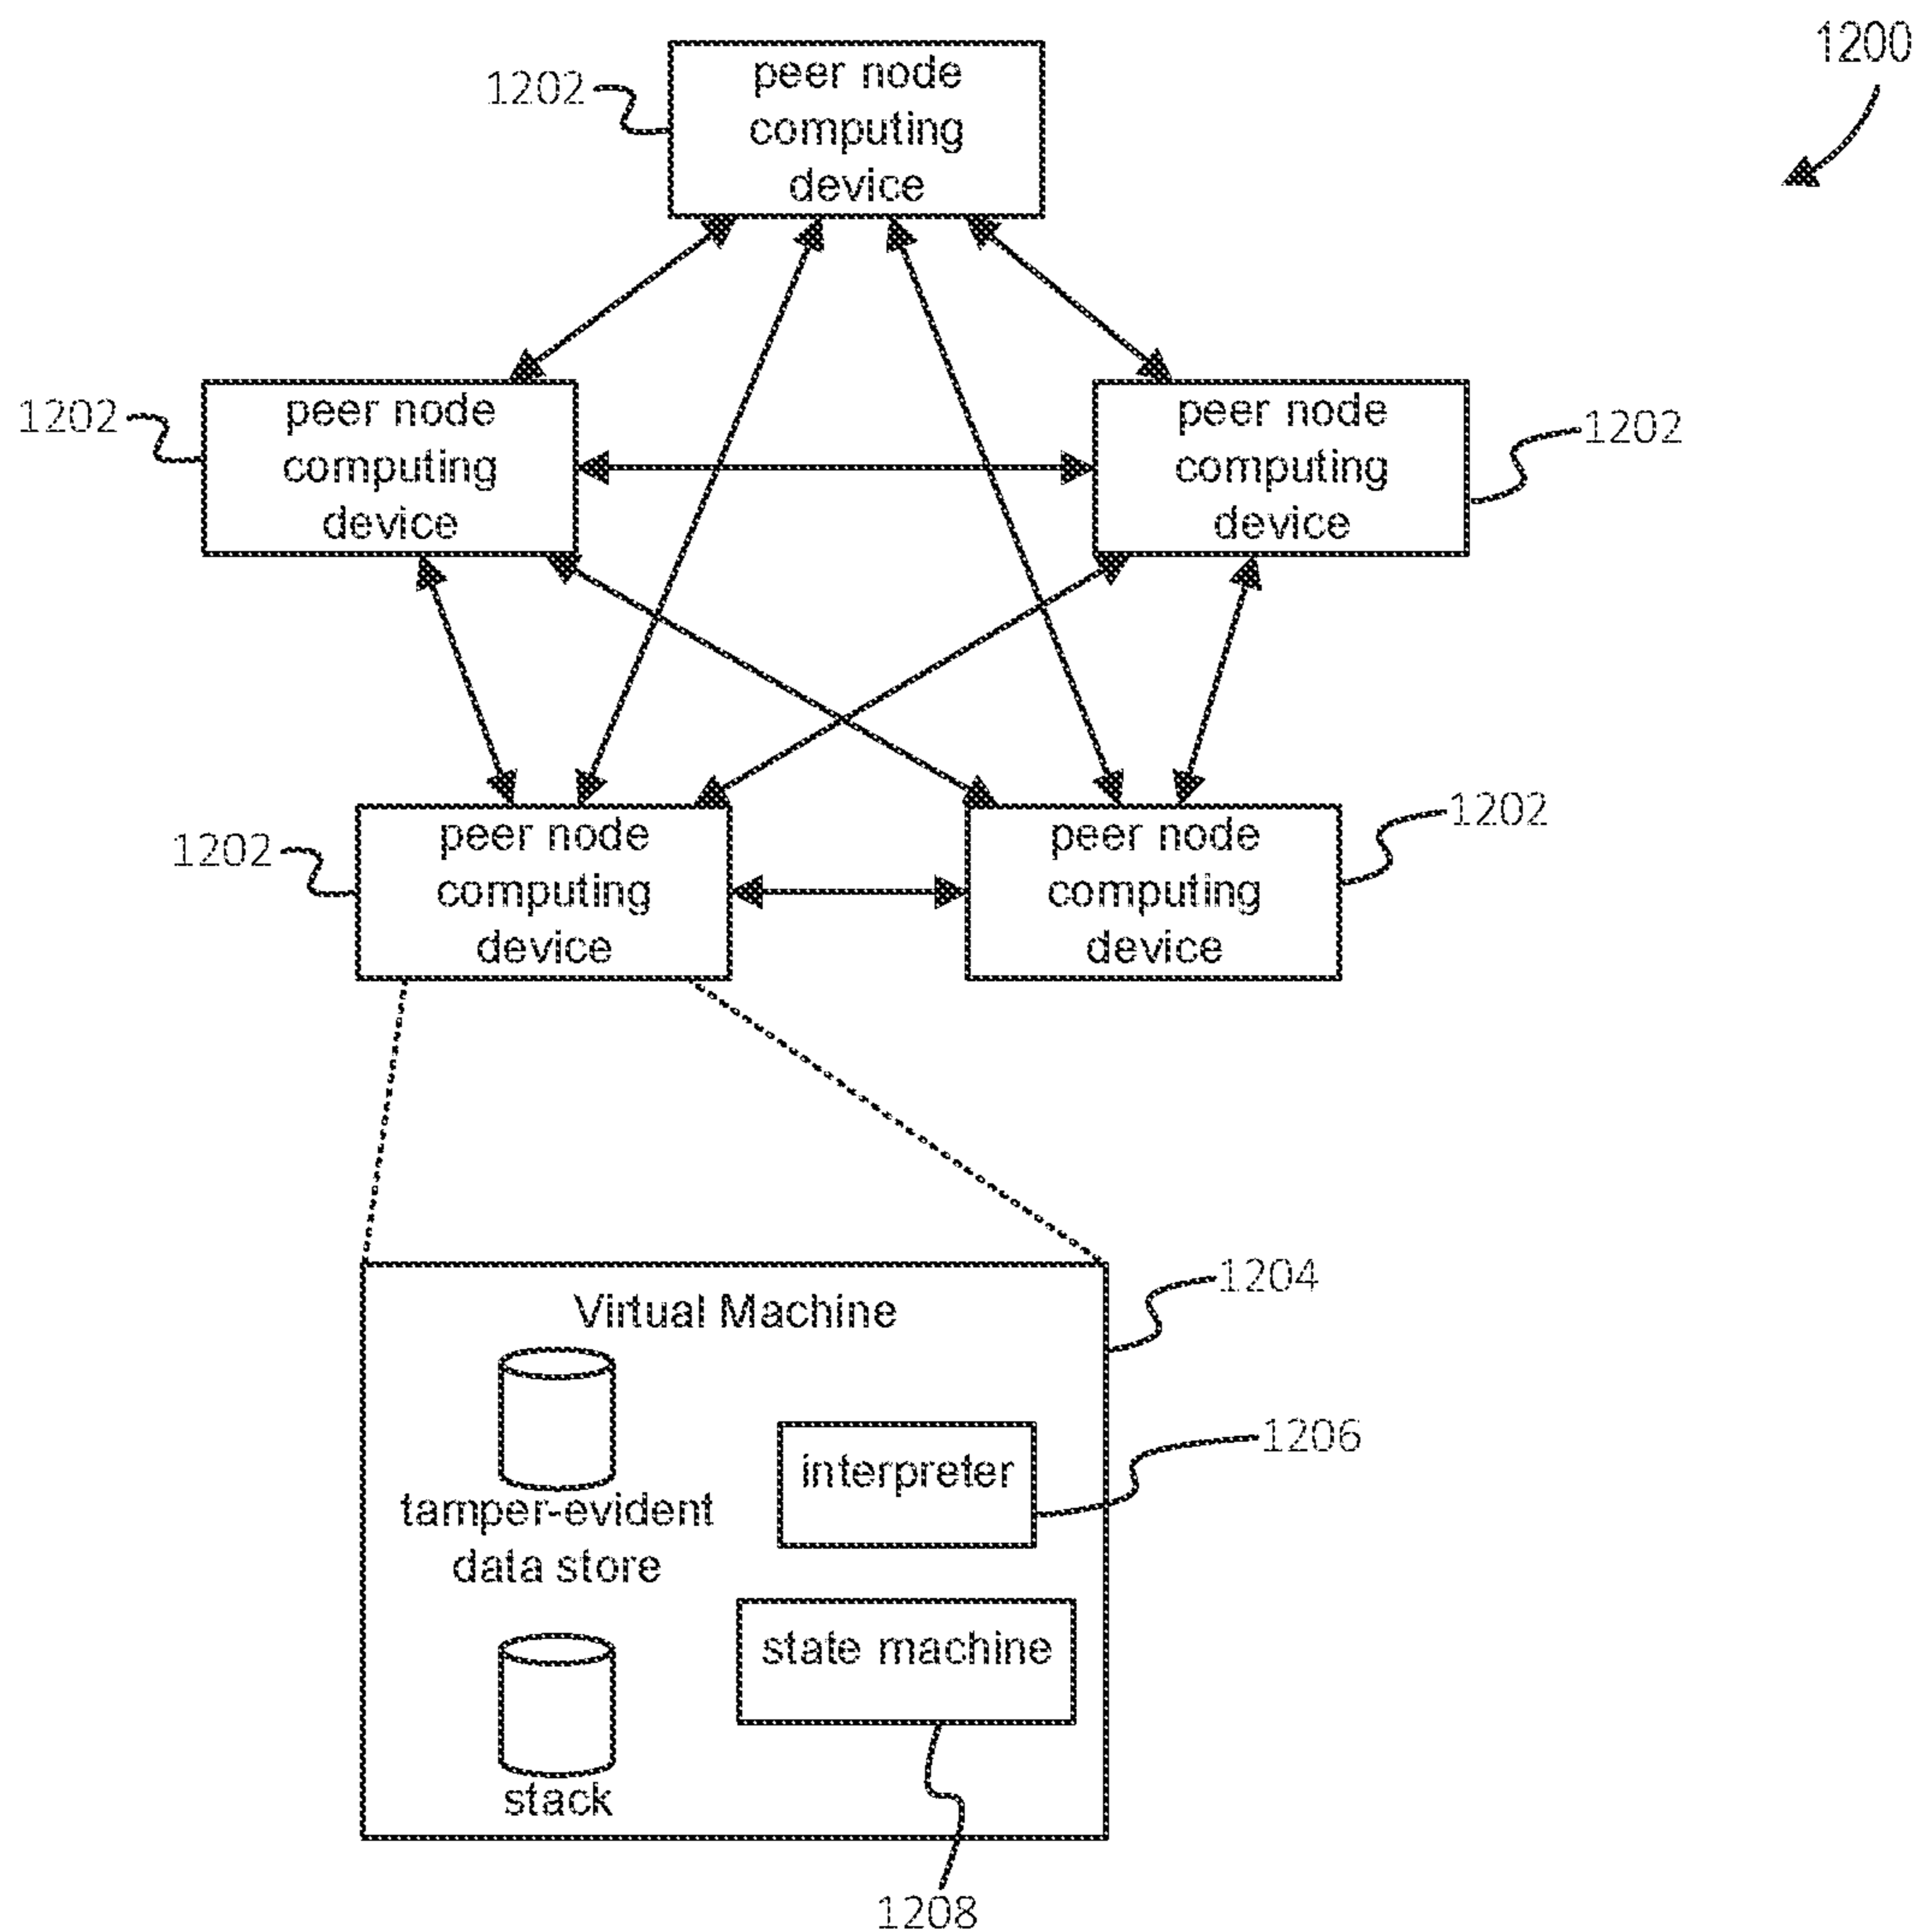 1200
1202
peer node
computing
device
1202
peer node
computing
device
peer node
computing
device
1202
1202
peer node
computing
device
peer node
computing
device
1202
Virtual Machine
1204
tamper-evident
data store
interpreter
1206
state machine
stack
1208